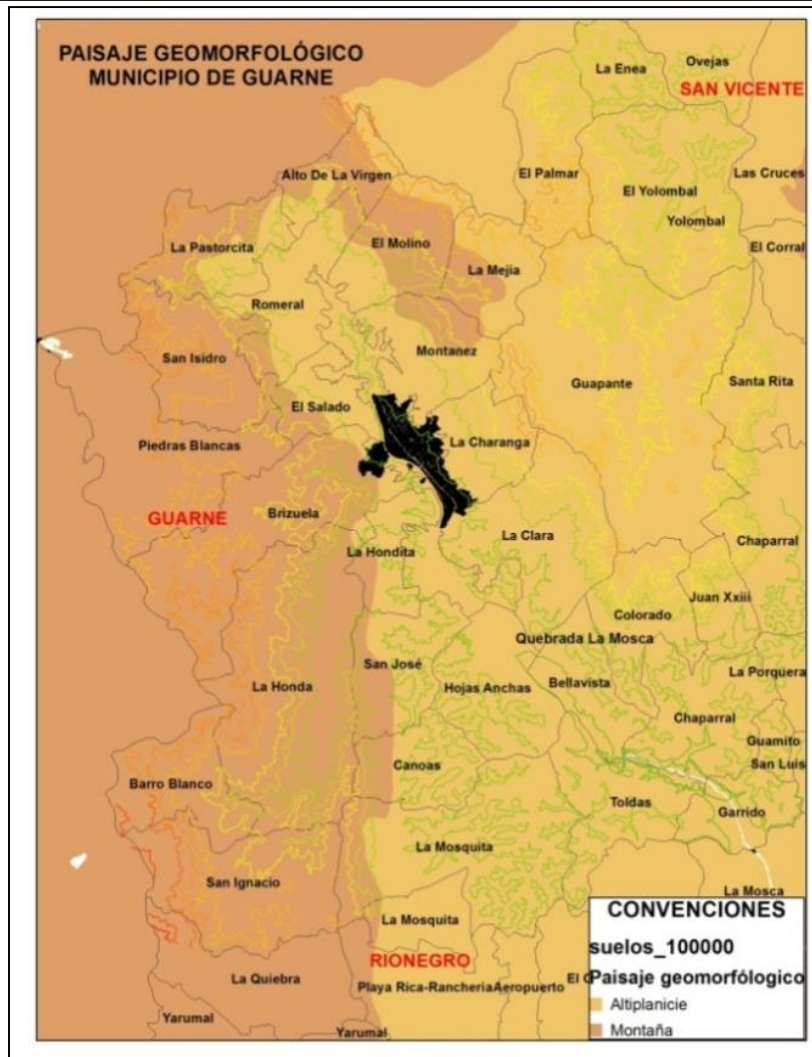 PAISAJE GEOMORFOLÓGICO
MUNICIPIO DE GUARNE
La Enea
Ovejas
SAN VICENTE
Alto De La Virgen
El Palmar
Las Cruces
El Yolombal
Yolombal
La Pastorcita
El Molino
El Corral
La Mejía
Romeral
San Isidro
Montanez
Guapante
Santa Rita
El Salado
Piedras Blancas
La Charanga
GUARNE
Brizuela
La Clara
Chaparral
La Hondita
Juan Xxiii
Colorado
Quebrada La Mosca
San José
La Porquera
La Honda
Hojas Anchas
Bellavista
Chaparral
Guamito
San Luis
Canoas
Barro Blanco
Toldas
Garrido
La Mosquita
San Ignacio
La Mosca
La Mosquita
RIONEGRO
La Quiebra
Playa Rica-Rancheria
Aeropuerto
El
Yarumal
Yarumal
CONVENCIONES
suelos_100000
Paisaje geomorfólogico
Altiplanicie
Montaña